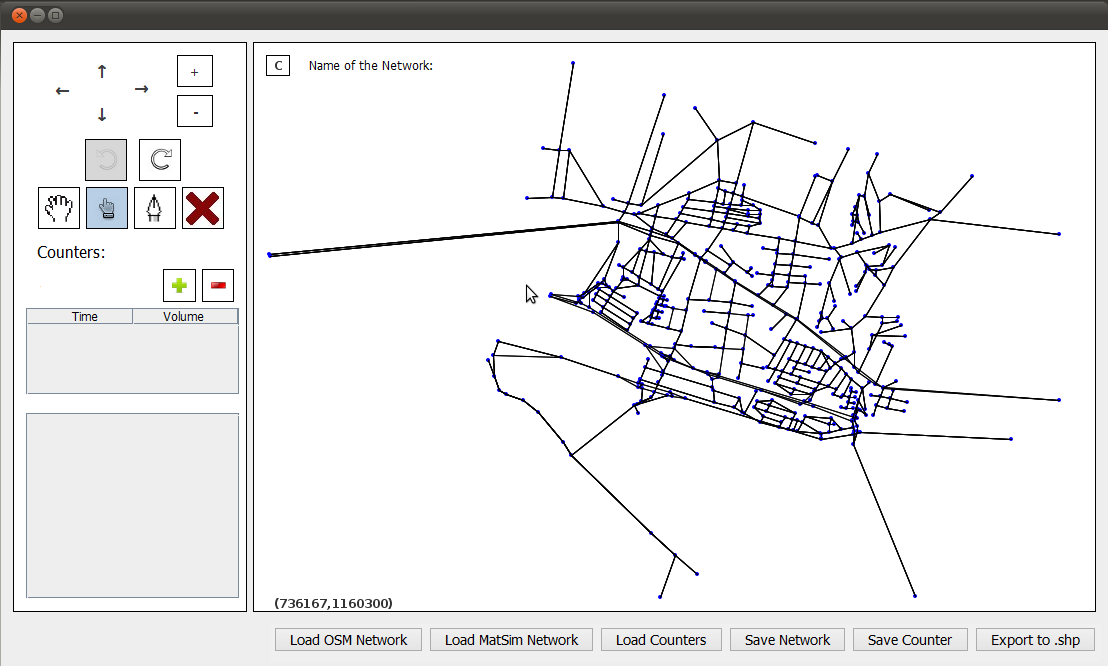 +
-
C
Name of the Network:
Counters:
Time Volume
(736167,1160300)
Load OSM Network Load MatSim Network Load Counters Save Network Save Counter Export to .shp